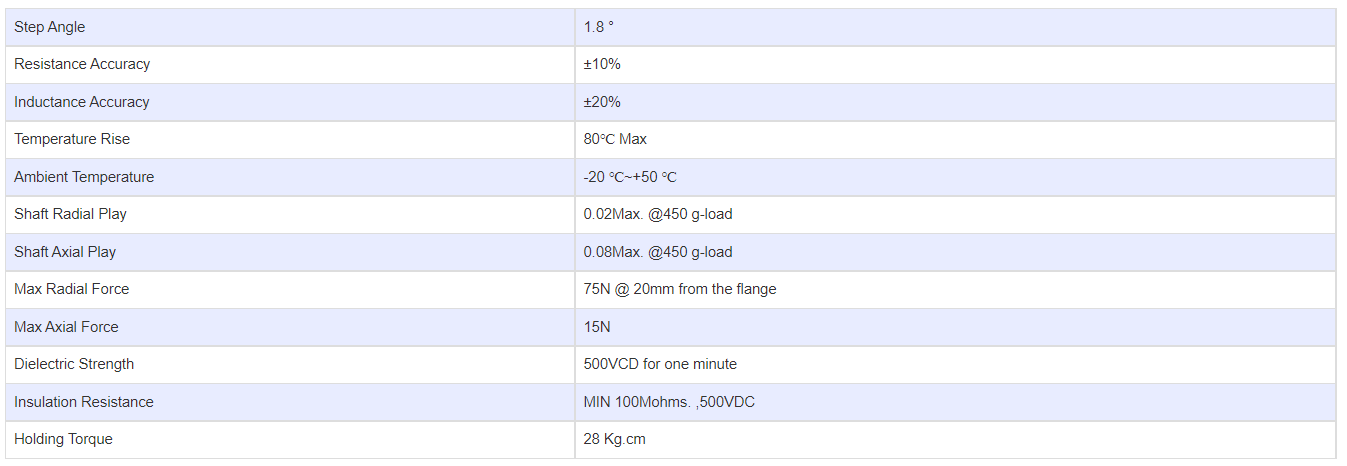 Step Angle 1.8 °
Resistance Accuracy ±10%
Inductance Accuracy ±20%
Temperature Rise 80℃ Max
Ambient Temperature -20 ℃~+50 ℃
Shaft Radial Play 0.02Max. @450 g-load
Shaft Axial Play 0.08Max. @450 g-load
Max Radial Force 75N @ 20mm from the flange
Max Axial Force 15N
Dielectric Strength 500VCD for one minute
Insulation Resistance MIN 100Mohms. ,500VDC
Holding Torque 28 Kg.cm